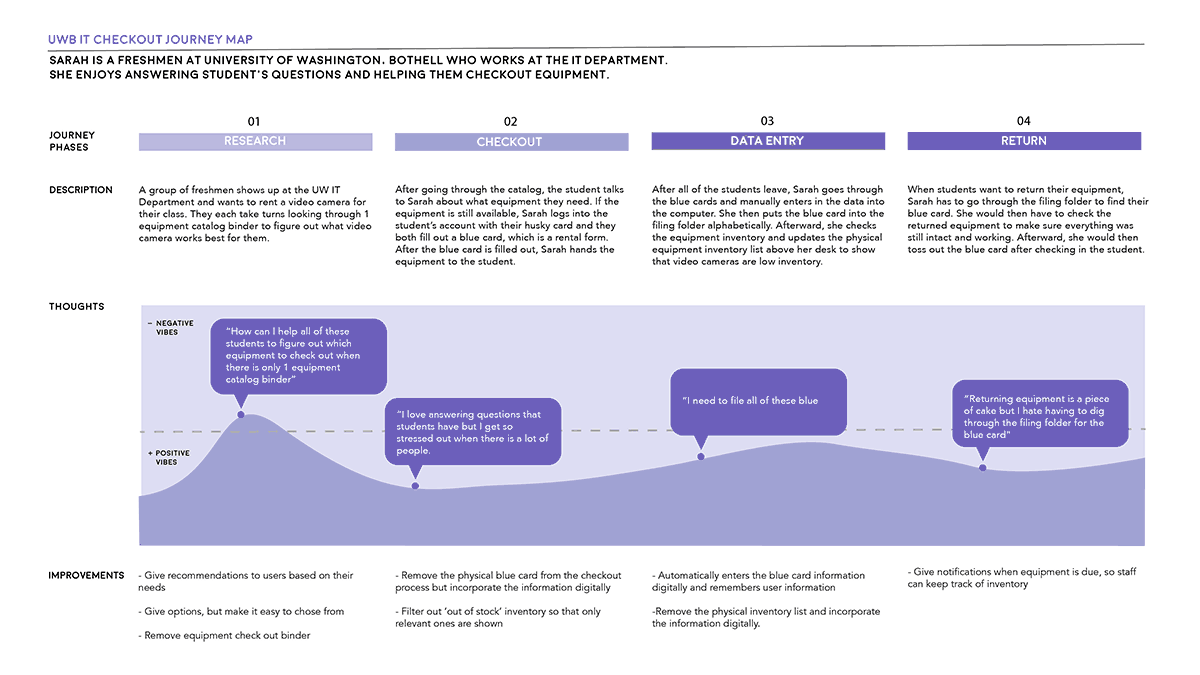 UWB IT CHECKOUT JOURNEY MAP
SARAH IS A FRESHMEN AT UNIVERSITY OF WASHINGTON. BOTHELL WHO WORKS AT THE IT DEPARTMENT.
SHE ENJOYS ANSWERING STUDENT'S QUESTIONS AND HELPING THEM CHECKOUT EQUIPMENT.
JOURNEY
PHASES
01
RESEARCH
02
CHECKOUT
03
DATA ENTRY
04
RETURN
DESCRIPTION
A group of freshmen shows up at the UW IT
Department and wants to rent a video camera for
their class. They each take turns looking through 1
equipment catalog binder to figure out what video
camera works best for them.
After going through the catalog, the student talks
to Sarah about what equipment they need. If the
equipment is still available, Sarah logs into the
student's account with their husky card and they
both fill out a blue card, which is a rental form.
After the blue card is filled out, Sarah hands the
equipment to the student.
After all of the students leave, Sarah goes through
the blue cards and manually enters in the data into
the computer. She then puts the blue card into the
filing folder alphabetically. Afterward, she checks
the equipment inventory and updates the physical
equipment inventory list above her desk to show
that video cameras are low inventory.
When students want to return their equipment,
Sarah has to go through the filing folder to find their
blue card. She would then have to check the
returned equipment to make sure everything was
still intact and working. Afterward, she would then
toss out the blue card after checking in the student.
THOUGHTS
– NEGATIVE
VIBES
+ POSITIVE
VIBES
"How can I help all of these
students to figure out which
equipment to check out when
there is only 1 equipment
catalog binder"
"I love answering questions that
students have but I get so
stressed out when there is a lot of
people.
"I need to file all of these blue
"Returning equipment is a piece
of cake but I hate having to dig
through the filing folder for the
blue card"
IMPROVEMENTS
- Give recommendations to users based on their
needs
- Give options, but make it easy to chose from
- Remove equipment check out binder
- Remove the physical blue card from the checkout
process but incorporate the information digitally
- Filter out 'out of stock' inventory so that only
relevant ones are shown
- Automatically enters the blue card information
digitally and remembers user information
-Remove the physical inventory list and incorporate
the information digitally.
- Give notifications when equipment is due, so staff
can keep track of inventory